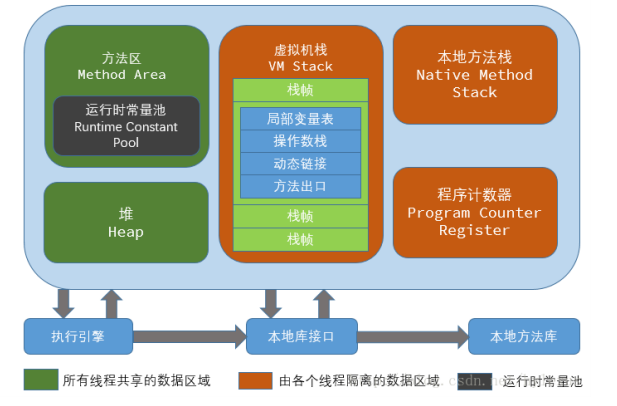 方法区
Method Area
运行时常量池
Runtime Constant
Pool
堆
Heap
虚拟机栈
VM Stack
栈帧
局部变量表
操作数栈
动态链接
方法出口
栈帧
栈帧
本地方法栈
Native Method
Stack
程序计数器
Program Counter
Register
执行引擎
本地库接口
本地方法库
所有线程共享的数据区域
由各个线程隔离的数据区域
运行时常量池